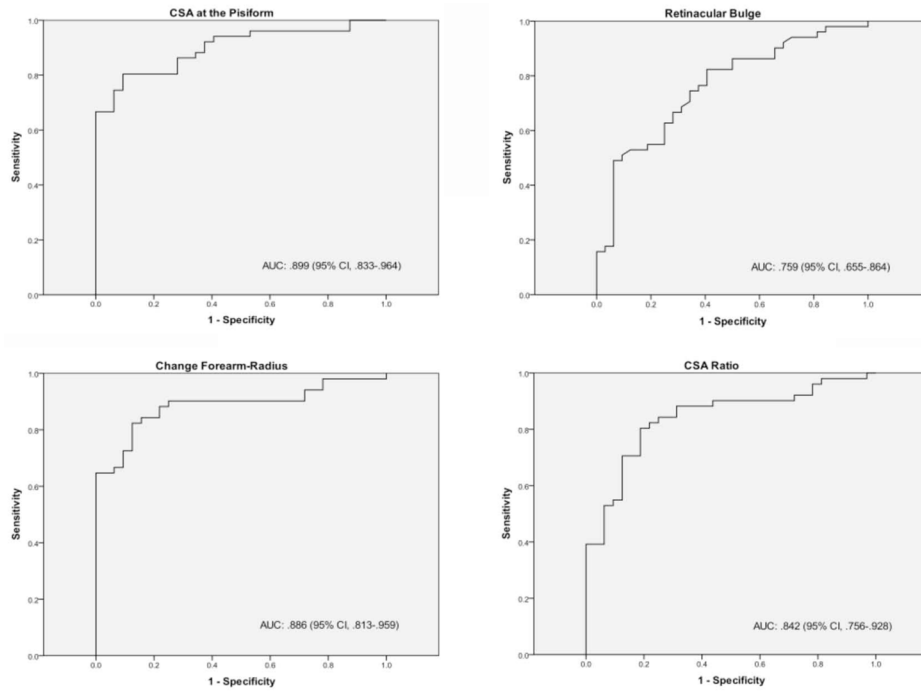 CSA at the Pisiform
1.0
0.8
0.6
0.4
0.2
0.0
Sensitivity
AUC: .899 (95% CI, .833-.964)
0.0 0.2 0.4 0.6 0.8 1.0
1 - Specificity
Retinacular Bulge
1.0
0.8
0.6
0.4
0.2
0.0
Sensitivity
AUC: .759 (95% CI, .655-.864)
0.0 0.2 0.4 0.6 0.8 1.0
1 - Specificity
Change Forearm-Radius
1.0
0.8
0.6
0.4
0.2
0.0
Sensitivity
AUC: .886 (95% CI, .813-.959)
0.0 0.2 0.4 0.6 0.8 1.0
1 - Specificity
CSA Ratio
1.0
0.8
0.6
0.4
0.2
0.0
Sensitivity
AUC: .842 (95% CI, .756-.928)
0.0 0.2 0.4 0.6 0.8 1.0
1 - Specificity